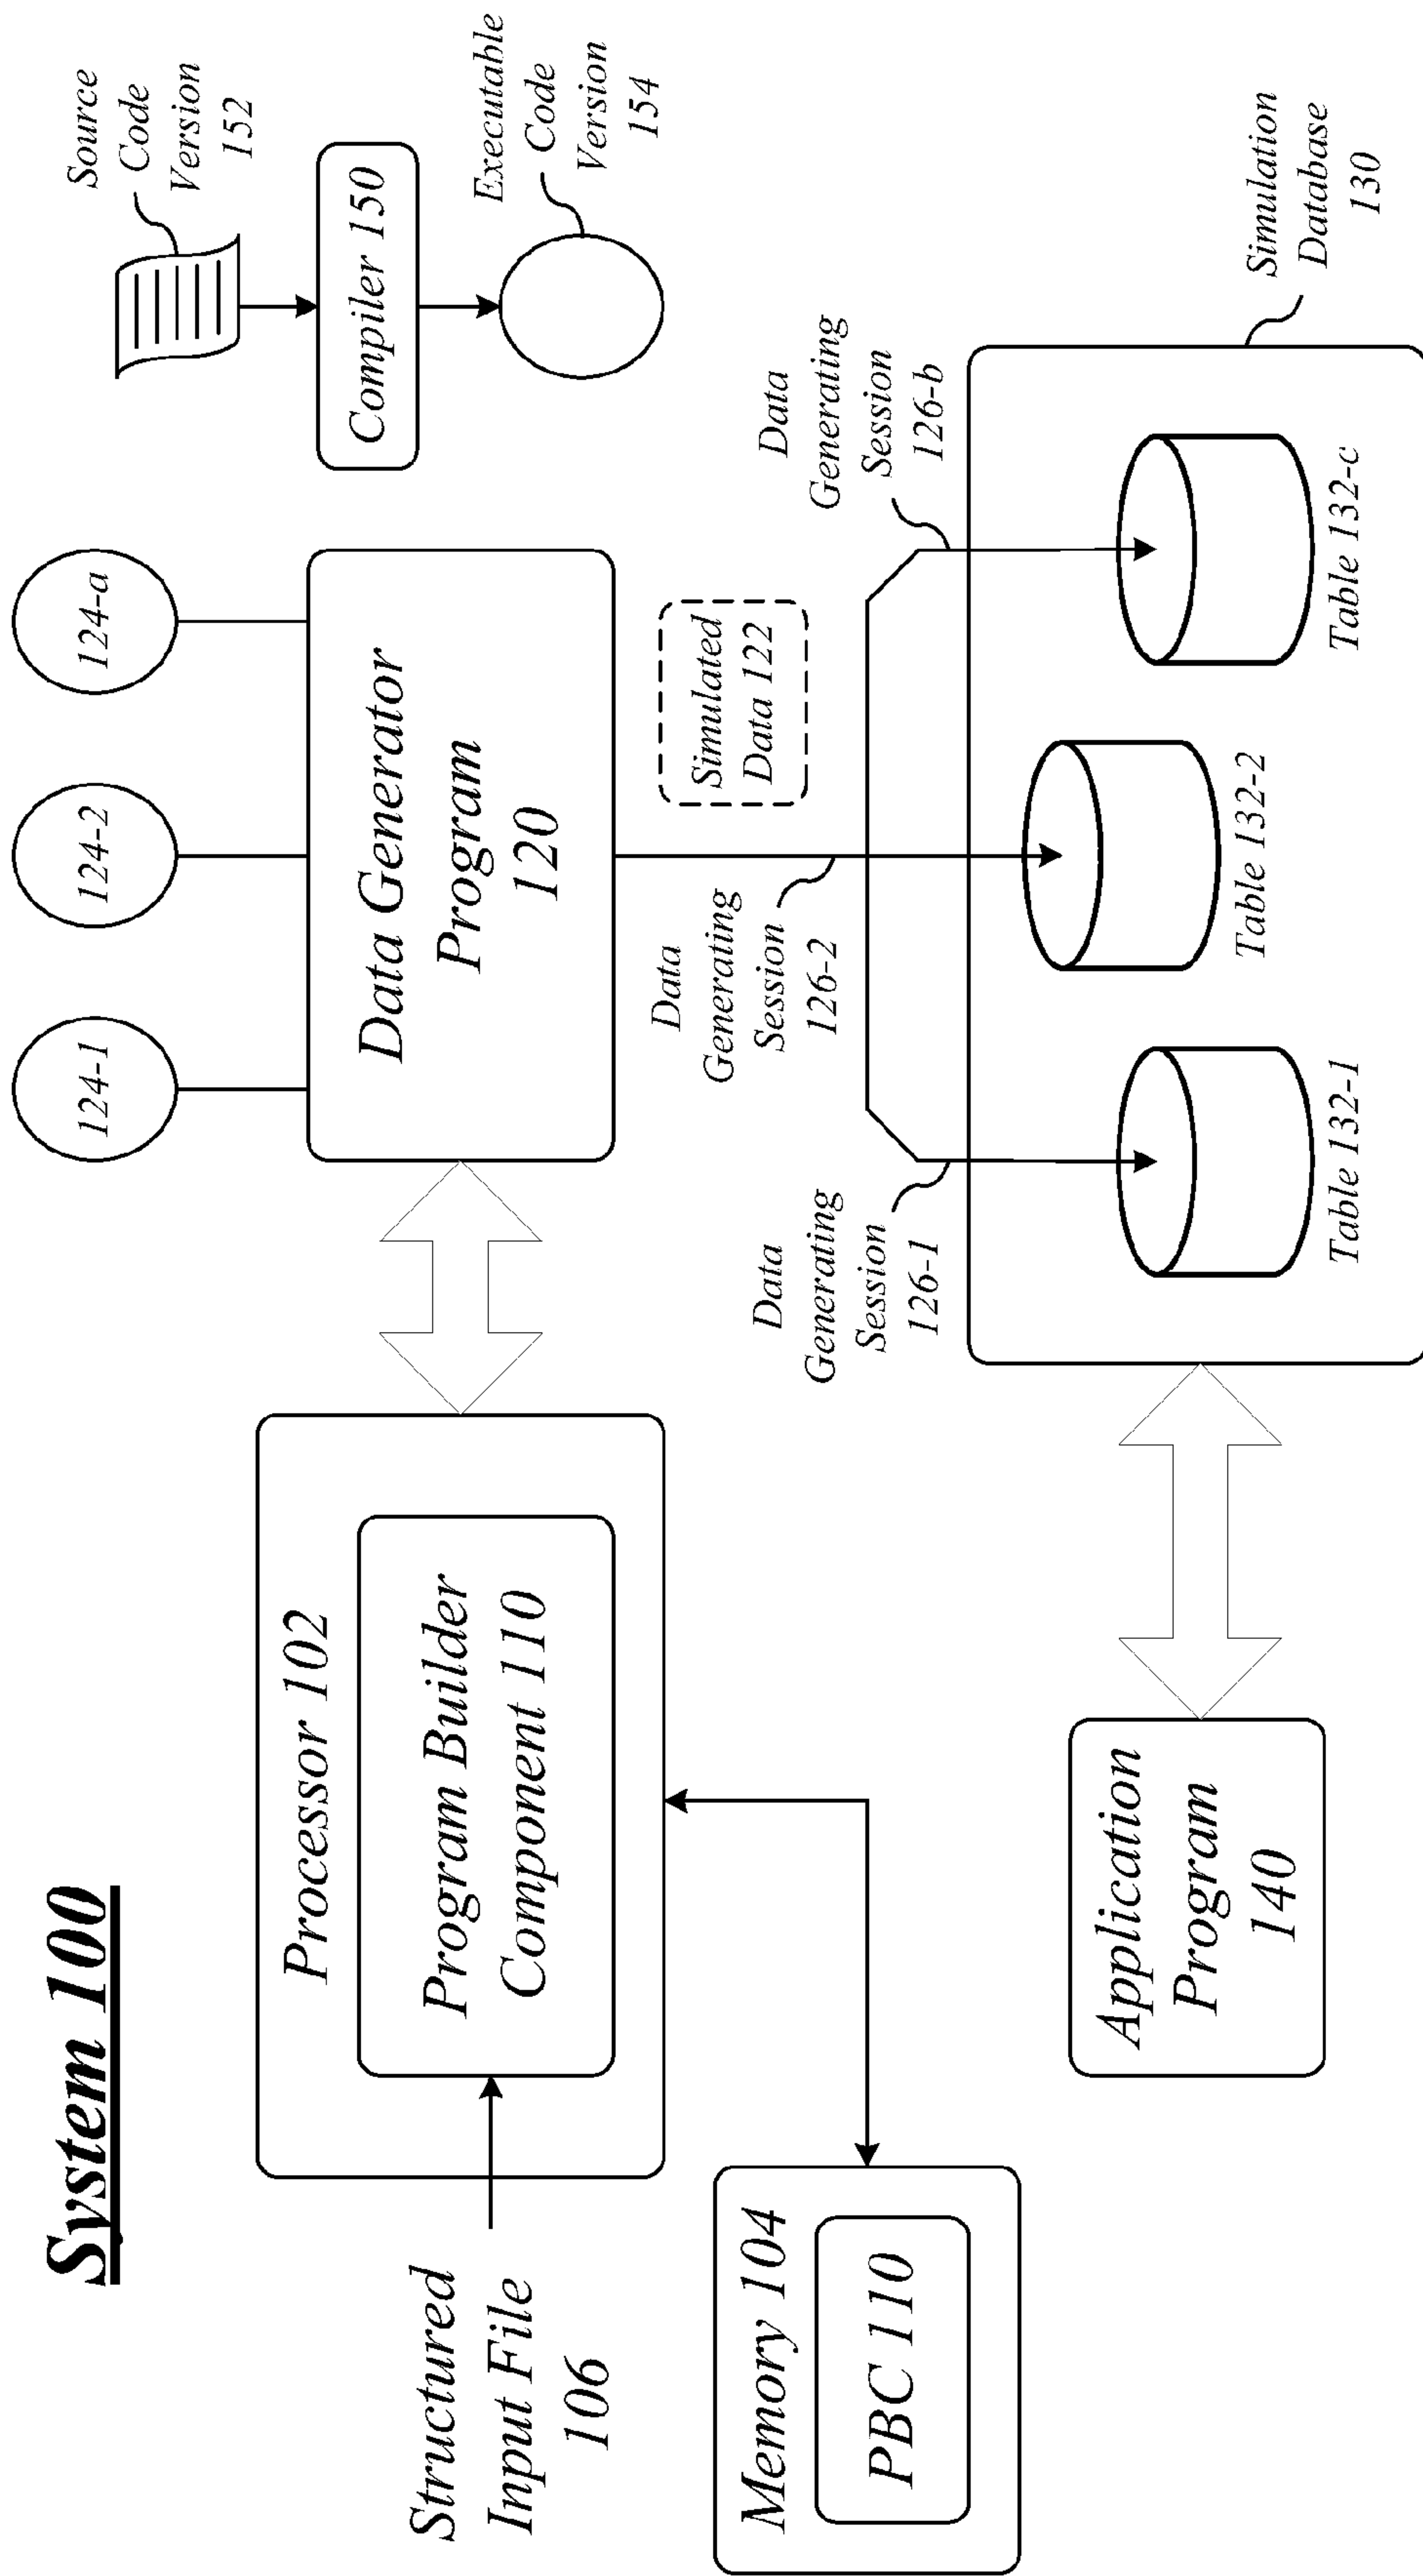 System 100
Structured
Input File
106
Processor 102
Program Builder
Component 110
Memory 104
PBC 110
124-1
124-2
124-a
Data Generator
Program
120
Source
Code
Version
152
Compiler 150
Executable
Code
Version
154
Simulated
Data 122
Data
Generating
Session
126-1
Data
Generating
Session
126-2
Data
Generating
Session
126-b
Application
Program
140
Table 132-1
Table 132-2
Table 132-c
Simulation
Database
130